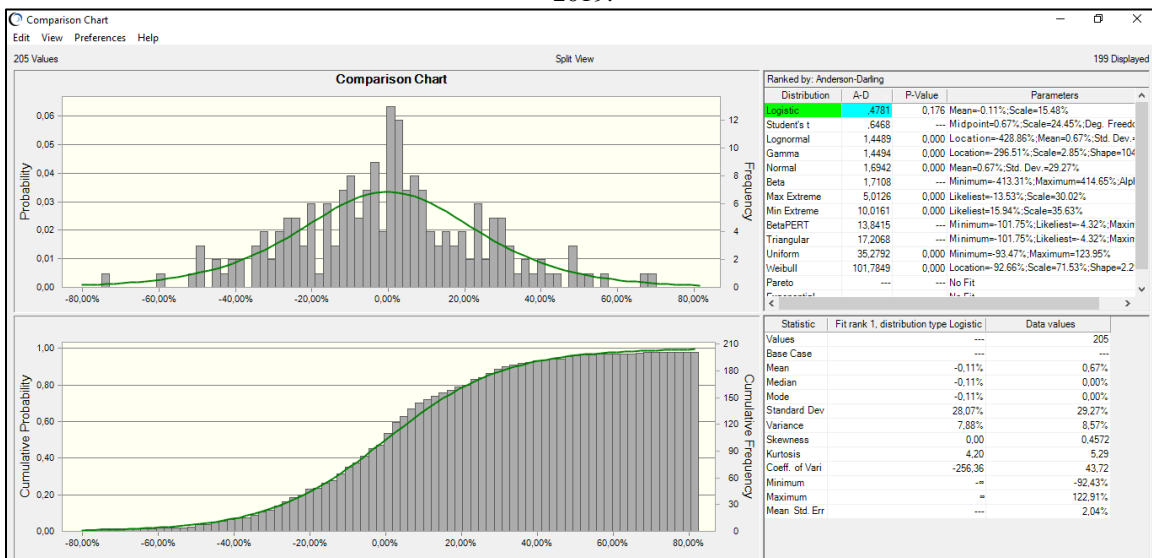 2019.
Comparison Chart
Edit View Preferences Help
205 Values Split View 199 Displayed
Comparison Chart
Probability
0,06
0,05
0,04
0,03
0,02
0,01
0,00
12
10
8
6
4
2
0
Frequency
-80,00% -60,00% -40,00% -20,00% 0,00% 20,00% 40,00% 60,00% 80,00%
Ranked by: Anderson-Darling
Distribution A-D P-Value Parameters
Logistic ,4781 0,176 Mean=-0.11%;Scale=15.48%
Student's t ,6468 --- Midpoint=0.67%;Scale=24.45%;Deg. Freedo
Lognormal 1,4489 0,000 Location=-428.86%;Mean=0.67%;Std. Dev.=
Gamma 1,4494 0,000 Location=-296.51%;Scale=2.85%;Shape=104
Normal 1,6942 0,000 Mean=0.67%;Std. Dev.=29.27%
Beta 1,7108 --- Minimum=-413.31%;Maximum=414.65%;Alpl
Max Extreme 5,0126 0,000 Likeliest=-13.53%;Scale=30.02%
Min Extreme 10,0161 0,000 Likeliest=15.94%;Scale=35.63%
BetaPERT 13,8415 --- Minimum=-101.75%;Likeliest=-4.32%;Maxim
Triangular 17,2068 --- Minimum=-101.75%;Likeliest=-4.32%;Maxim
Uniform 35,2792 0,000 Minimum=-93.47%;Maximum=123.95%
Weibull 101,7849 0,000 Location=-92.66%;Scale=71.53%;Shape=2.2
Pareto --- --- No Fit
Cumulative Probability
1,00
0,80
0,60
0,40
0,20
0,00
210
180
150
120
90
60
30
0
Cumulative Frequency
-80,00% -60,00% -40,00% -20,00% 0,00% 20,00% 40,00% 60,00% 80,00%
Statistic Fit rank 1, distribution type Logistic Data values
Values --- 205
Base Case --- ---
Mean -0,11% 0,67%
Median -0,11% 0,00%
Mode -0,11% 0,00%
Standard Dev 28,07% 29,27%
Variance 7,88% 8,57%
Skewness 0,00 0,4572
Kurtosis 4,20 5,29
Coeff. of Vari -256,36 43,72
Minimum -∞ -92,43%
Maximum ∞ 122,91%
Mean Std. Err --- 2,04%